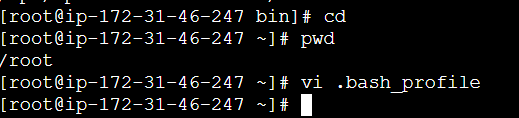 [root@ip-172-31-46-247 bin]# cd
[root@ip-172-31-46-247 ~]# pwd
/root
[root@ip-172-31-46-247 ~]# vi .bash_profile
[root@ip-172-31-46-247 ~]#